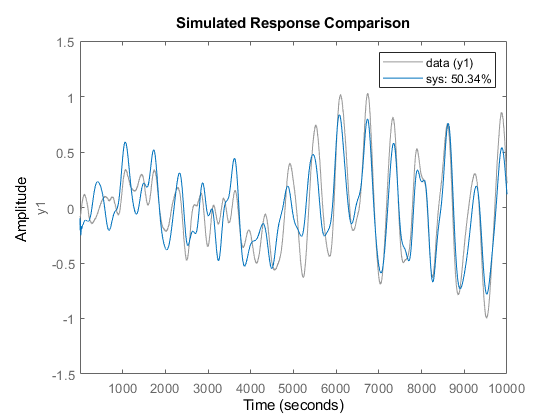 Simulated Response Comparison
1.5
data (y1)
sys: 50.34%
1
0.5
0
-0.5
-1
-1.5
Amplitude
y1
1000 2000 3000 4000 5000 6000 7000 8000 9000 10000
Time (seconds)